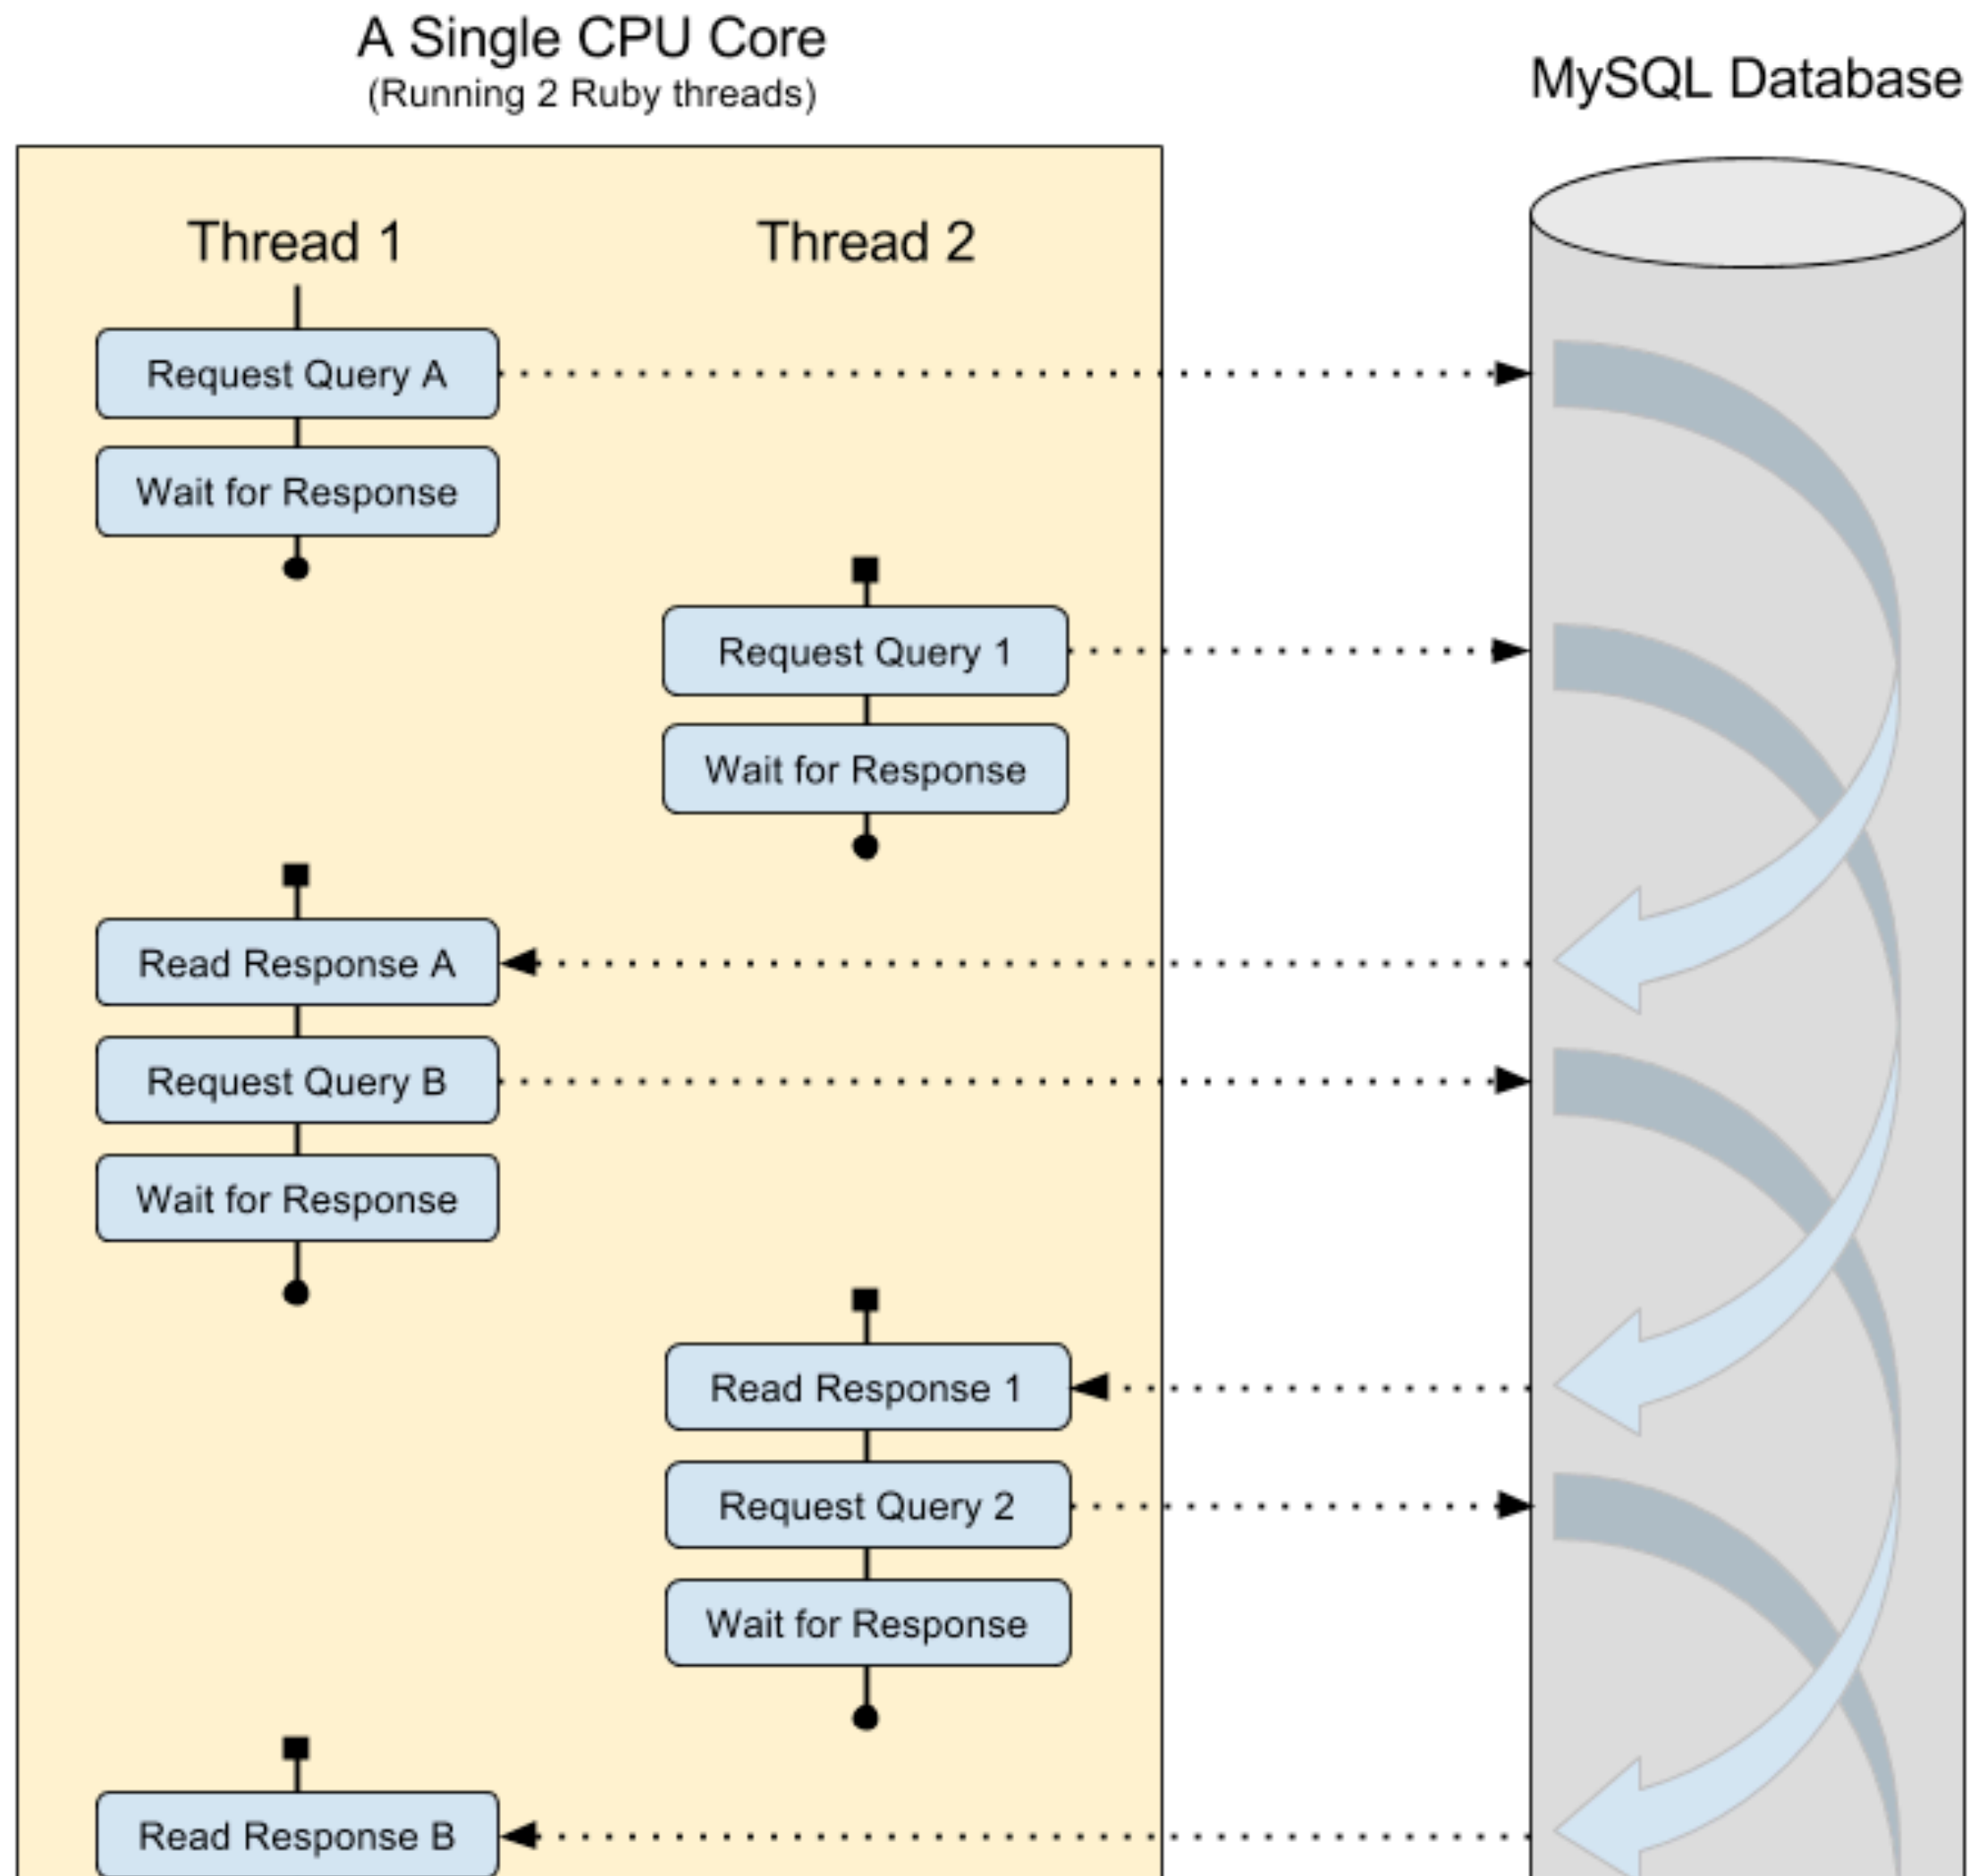 A Single CPU Core
(Running 2 Ruby threads)
MySQL Database
Thread 1
Thread 2
Request Query A
Wait for Response
Request Query 1
Wait for Response
Read Response A
Request Query B
Wait for Response
Read Response 1
Request Query 2
Wait for Response
Read Response B